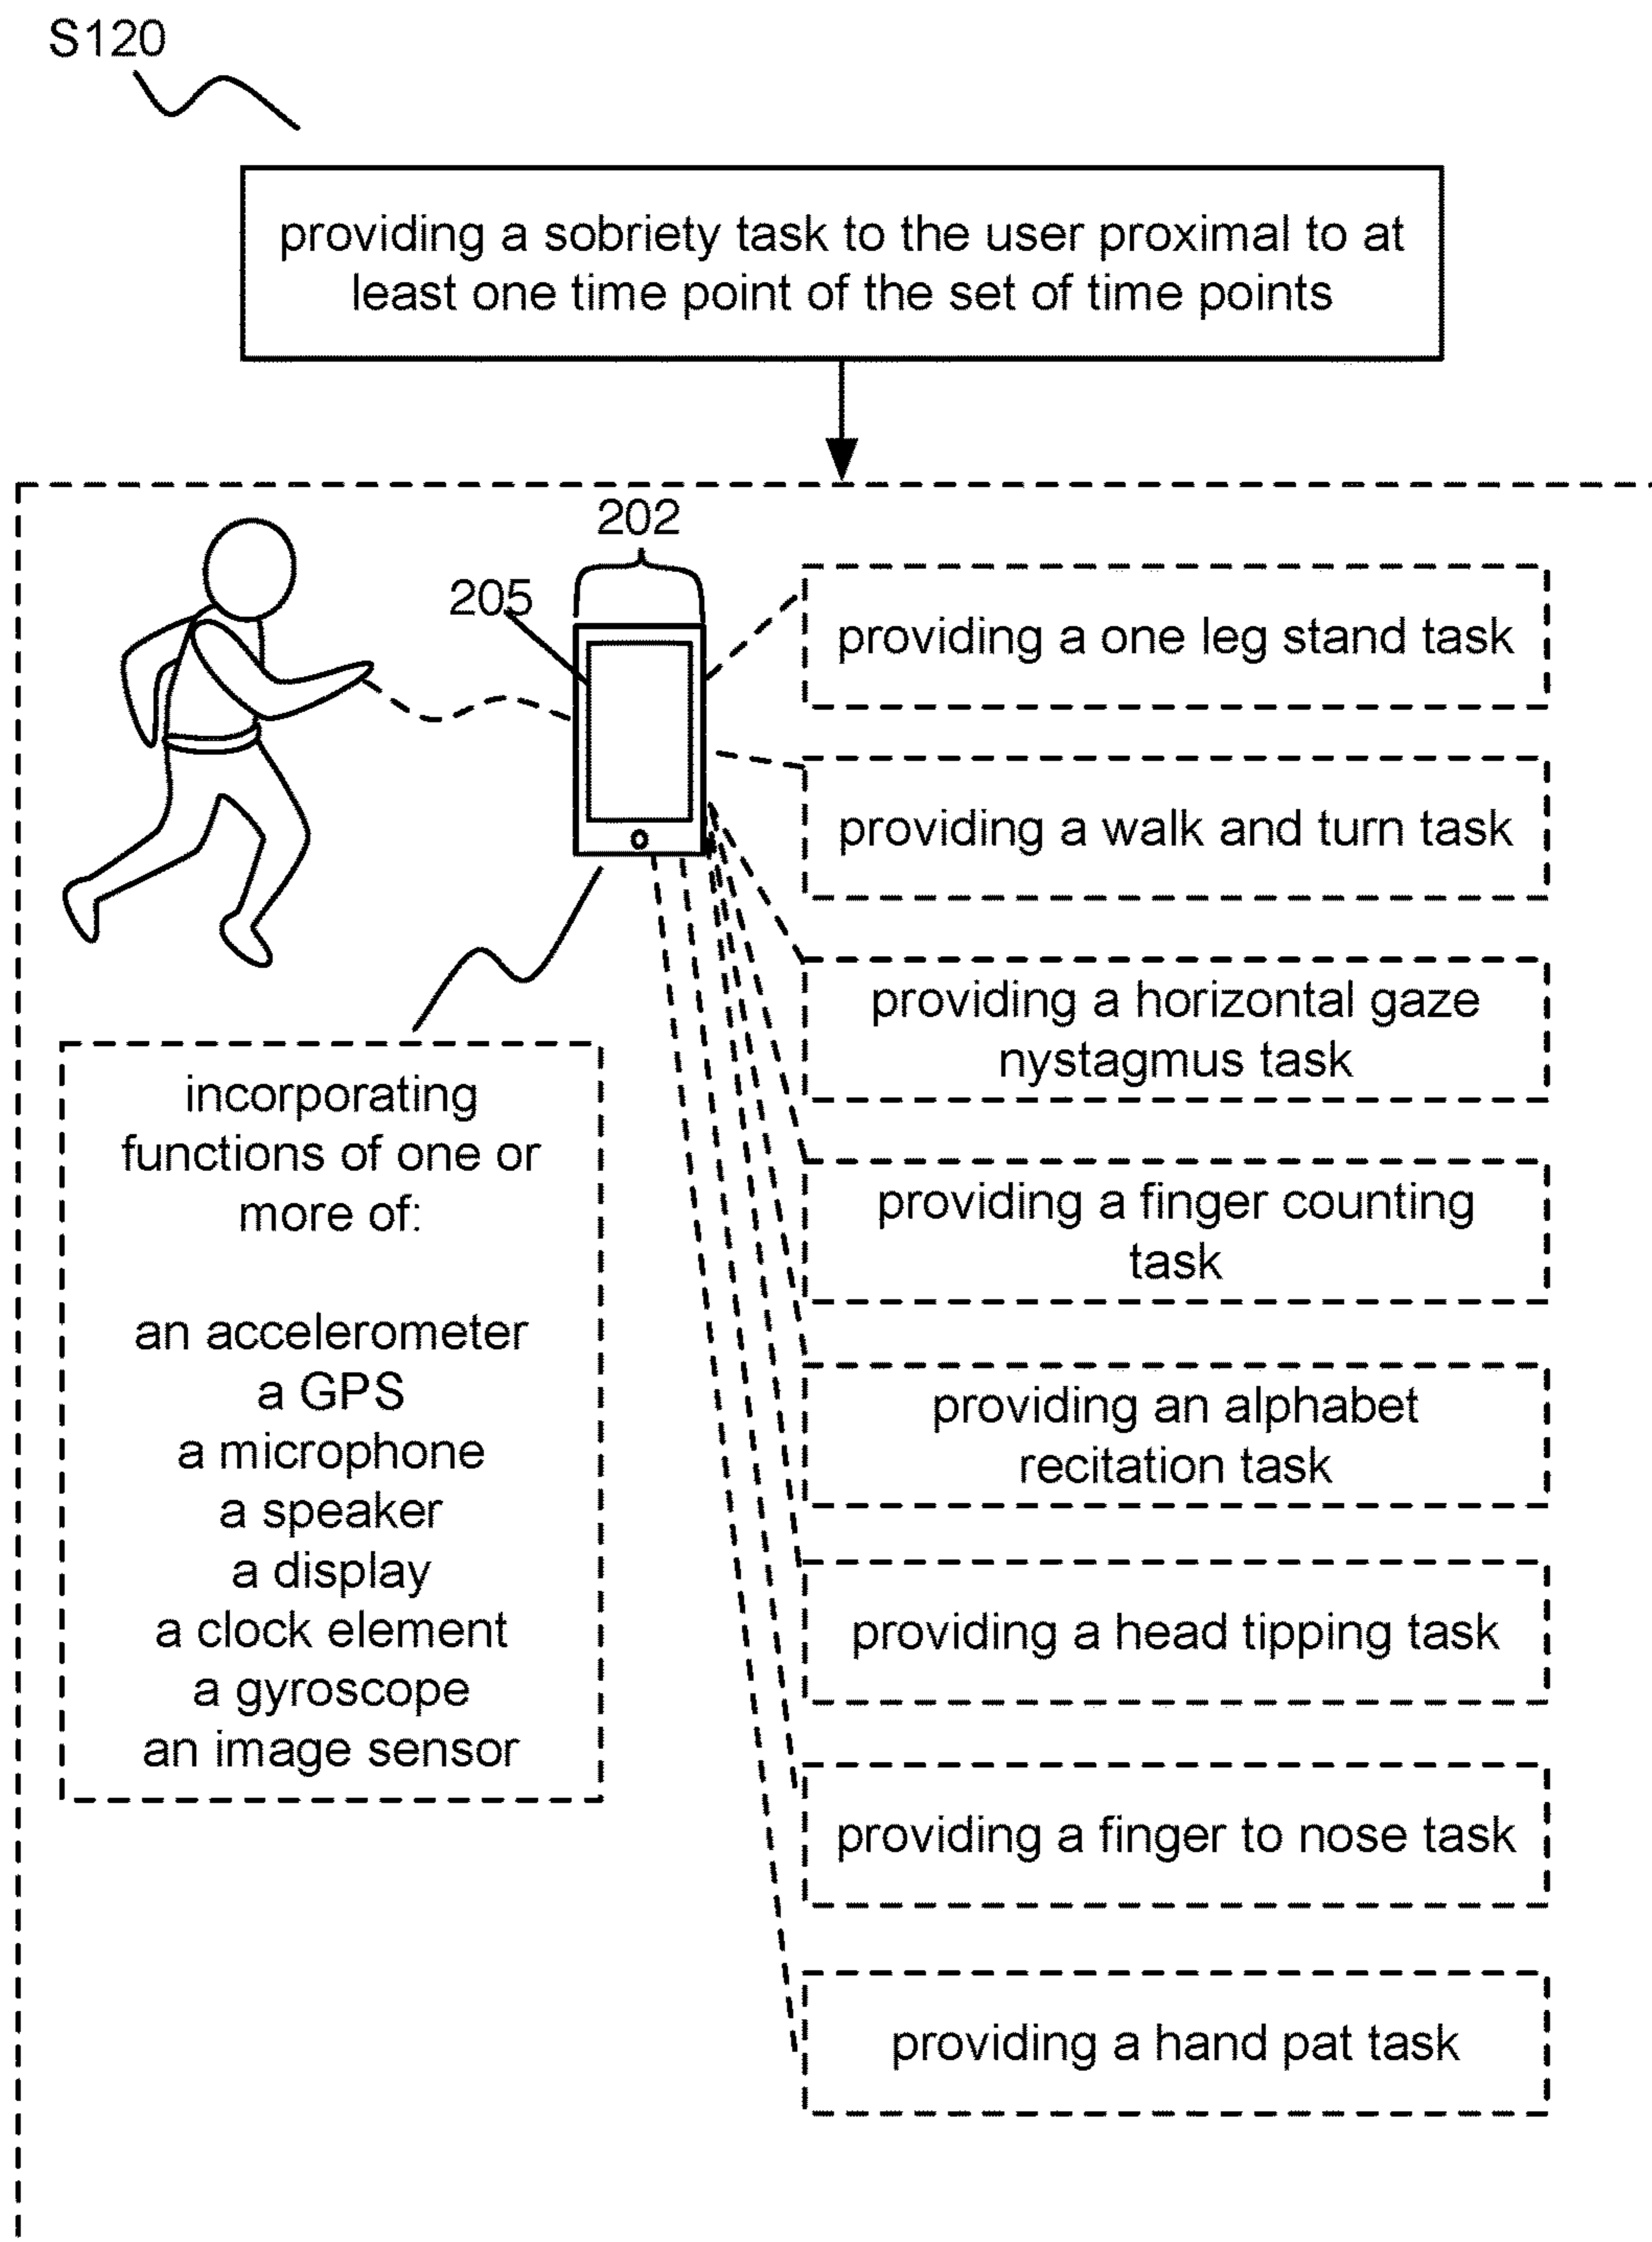 S120
providing a sobriety task to the user proximal to at
least one time point of the set of time points
202
205
providing a one leg stand task
providing a walk and turn task
providing a horizontal gaze
nystagmus task
providing a finger counting
task
providing an alphabet
recitation task
providing a head tipping task
providing a finger to nose task
providing a hand pat task
incorporating
functions of one or
more of:
an accelerometer
a GPS
a microphone
a speaker
a display
a clock element
a gyroscope
an image sensor